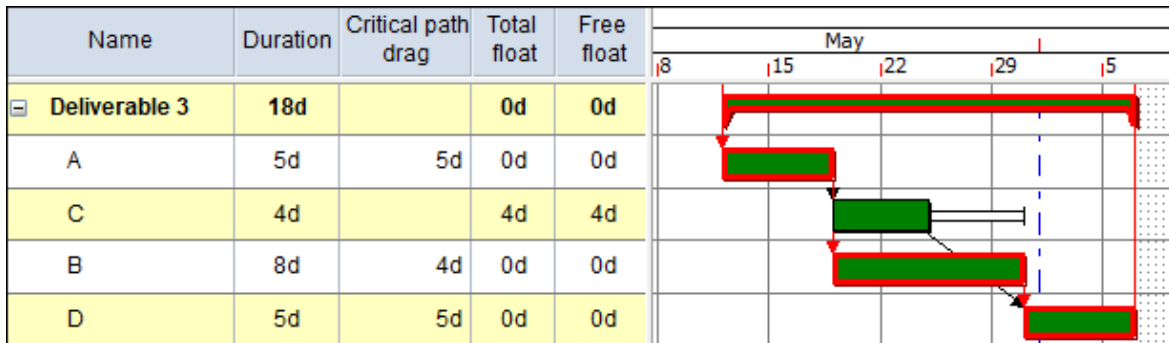 Name Duration Critical path drag Total float Free float
May
8 15 22 29 5
Deliverable 3 18d 0d 0d
A 5d 5d 0d 0d
C 4d 4d 4d
B 8d 4d 0d 0d
D 5d 5d 0d 0d